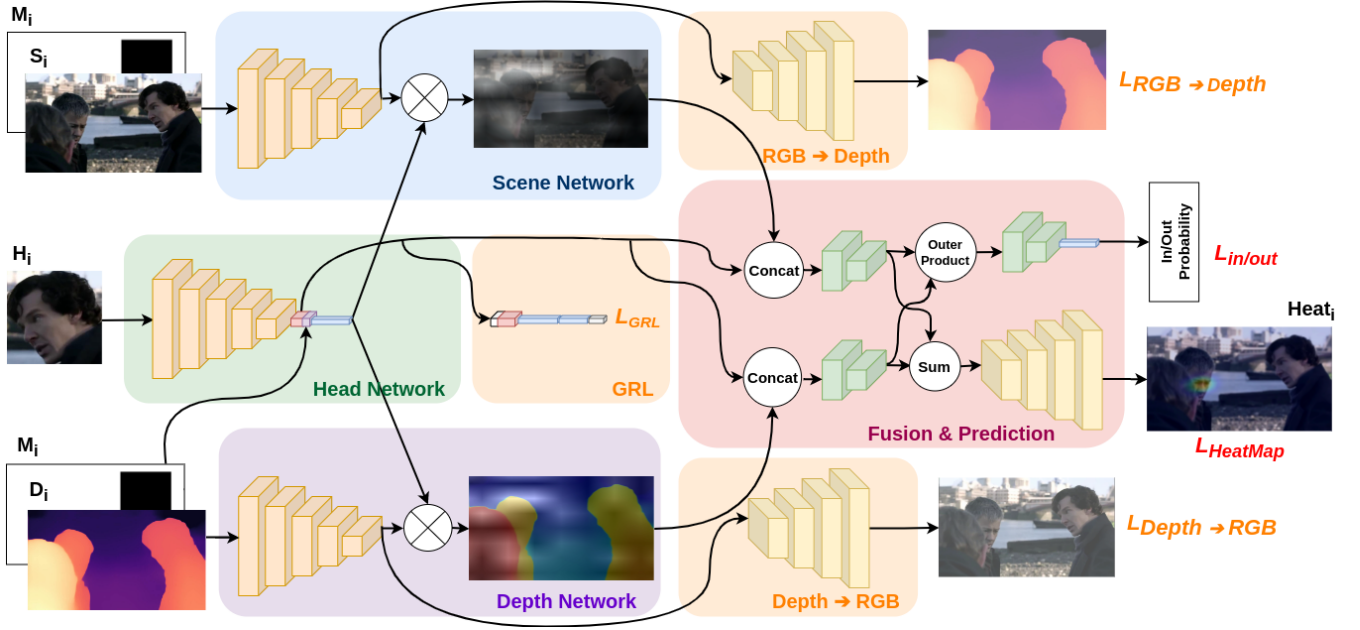 Mi
Si
Scene Network
RGB → Depth
LRGB → Depth
Hi
Head Network
LGRL
GRL
Concat
Outer
Product
In/Out
Probability
Lin/out
Concat
Sum
Heati
LHeatMap
Fusion & Prediction
Mi
Di
Depth Network
Depth → RGB
LDepth → RGB